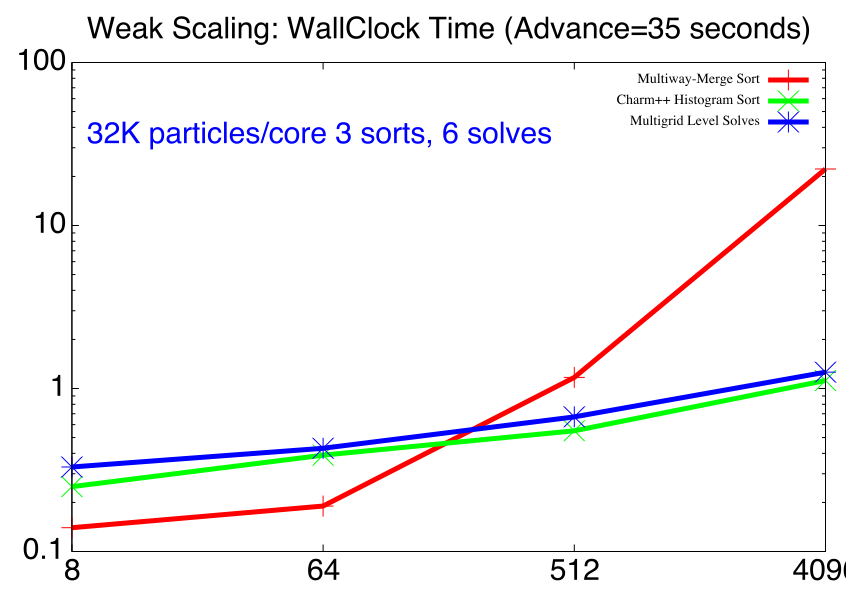 Weak Scaling: WallClock Time (Advance=35 seconds)
100
Multiway-Merge Sort
Charm++ Histogram Sort
Multigrid Level Solves
32K particles/core 3 sorts, 6 solves
10
1
0.1
8
64
512
409